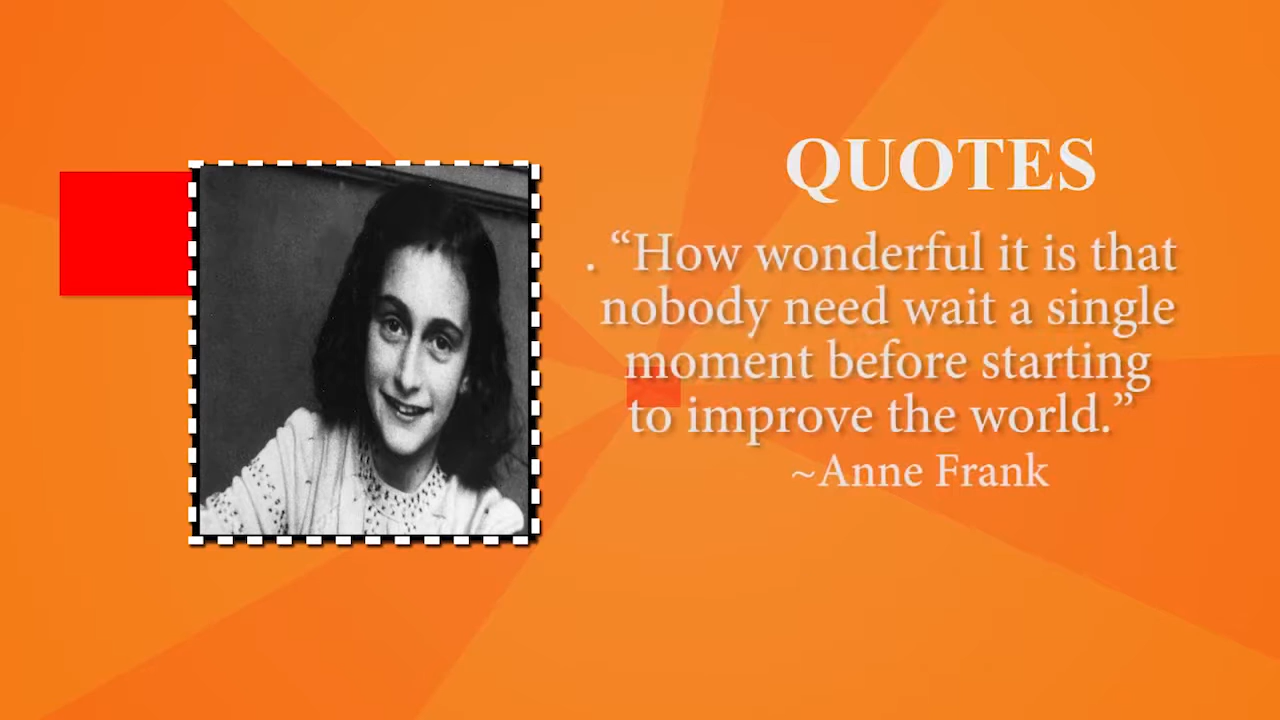 QUOTES
. “How wonderful it is that
nobody need wait a single
moment before starting
to improve the world.”
~Anne Frank